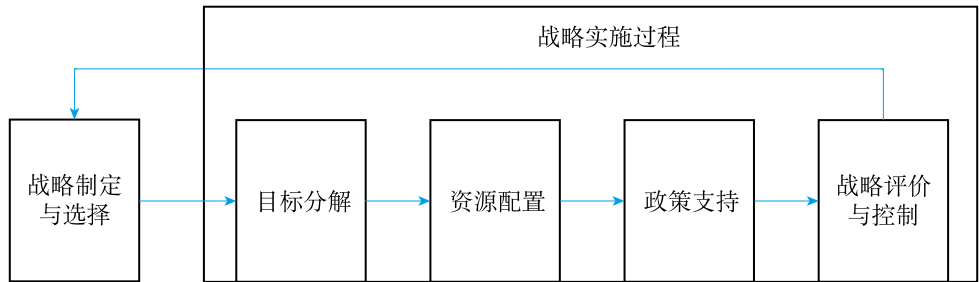 战略实施过程
战略制定
与选择
目标分解
资源配置
政策支持
战略评价
与控制